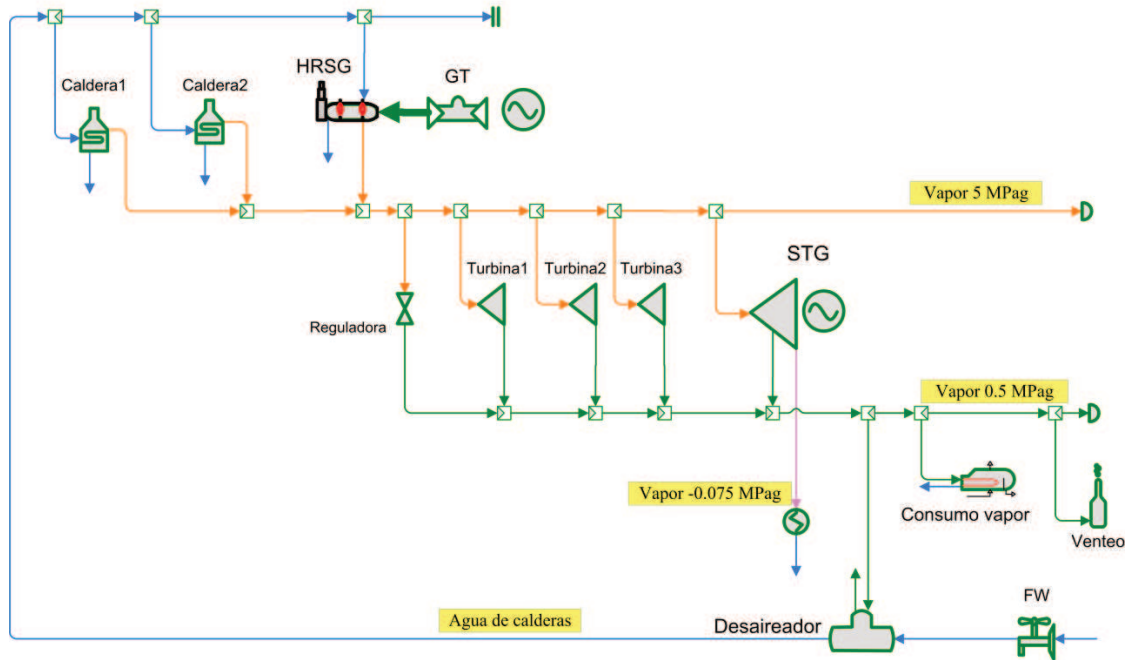 HRSG
GT
Caldera1
Caldera2
Vapor 5 MPag
STG
Turbina1
Turbina2
Turbina3
Reguladora
Vapor 0.5 MPag
Vapor -0.075 MPag
Consumo vapor
Venteo
FW
Agua de calderas
Desaireador